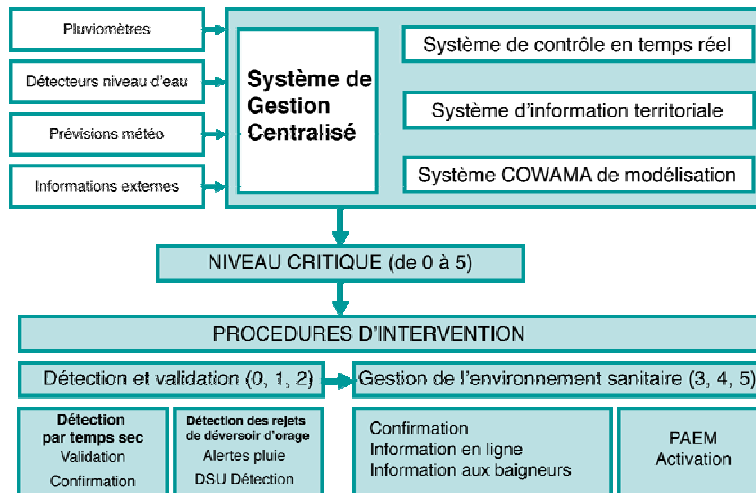 Pluviomètres
Détecteurs niveau d'eau
Prévisions météo
Informations externes
Système de
Gestion
Centralisé
Système de contrôle en temps réel
Système d'information territoriale
Système COWAMA de modélisation
NIVEAU CRITIQUE (de 0 à 5)
PROCEDURES D'INTERVENTION
Détection et validation (0, 1, 2)
Gestion de l'environnement sanitaire (3, 4, 5)
Détection
par temps sec
Validation
Confirmation
Détection des rejets
de déversoir d'orage
Alertes pluie
DSU Détection
Confirmation
Information en ligne
Information aux baigneurs
PAEM
Activation